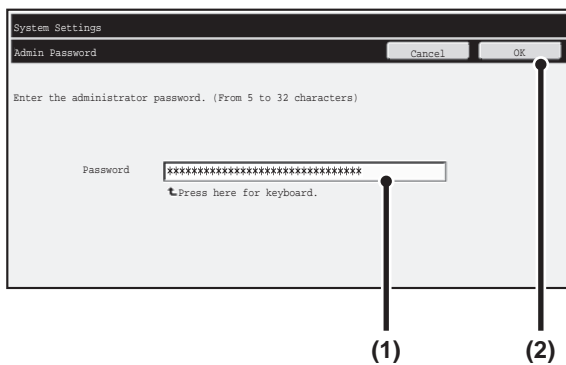 System Settings
Admin Password
Cancel
OK
Enter the administrator password. (From 5 to 32 characters)
Password
********************************
Press here for keyboard.
(1)
(2)